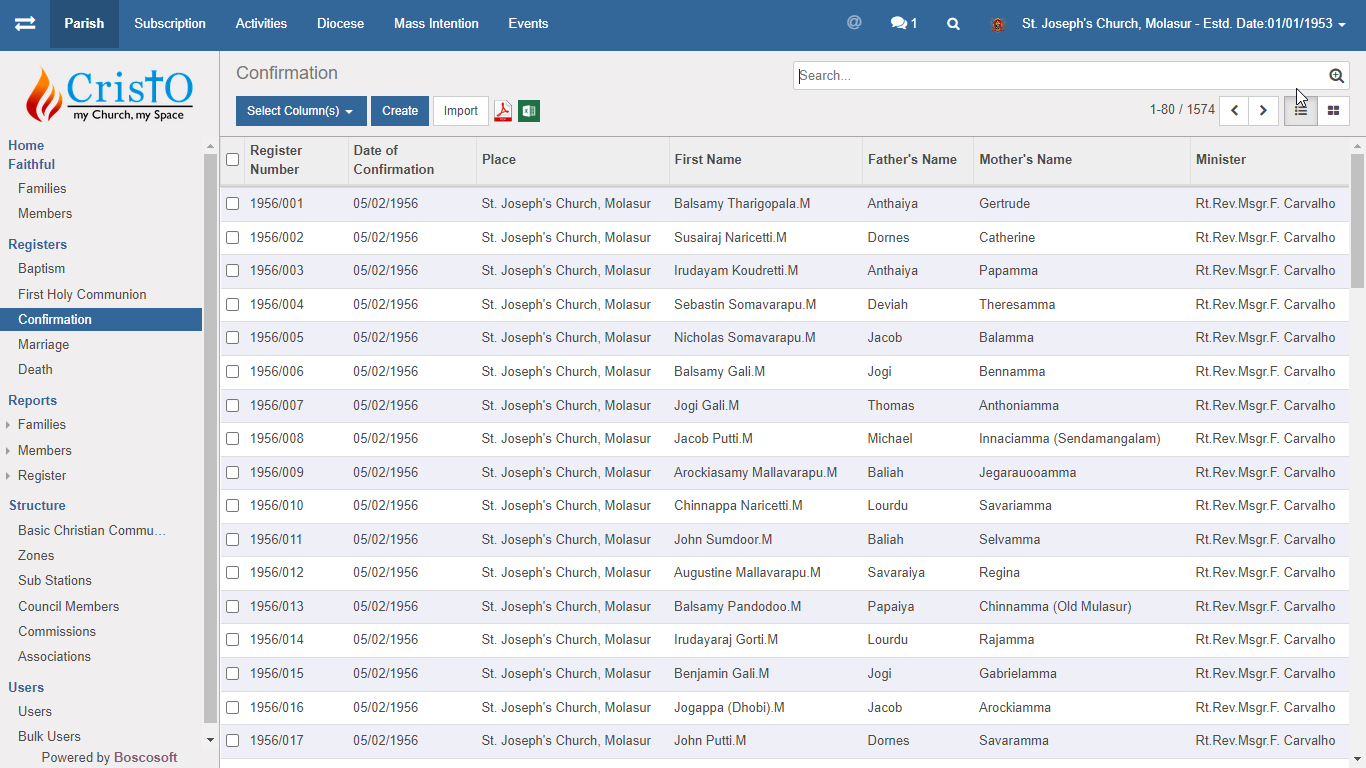 Parish Subscription Activities Diocese Mass Intention Events @ 1 St. Joseph's Church, Molasur - Estd. Date:01/01/1953
CristO
my Church, my Space
Home
Faithful
Families
Members
Registers
Baptism
First Holy Communion
Confirmation
Marriage
Death
Reports
Families
Members
Register
Structure
Basic Christian Commu...
Zones
Sub Stations
Council Members
Commissions
Associations
Users
Users
Bulk Users
Powered by Boscosoft
Confirmation
Search...
Select Column(s) Create Import 1-80 / 1574
Register Number Date of Confirmation Place First Name Father's Name Mother's Name Minister
1956/001 05/02/1956 St. Joseph's Church, Molasur Balsamy Tharigopala.M Anthaiya Gertrude Rt.Rev.Msgr.F. Carvalho
1956/002 05/02/1956 St. Joseph's Church, Molasur Susairaj Naricetti.M Dornes Catherine Rt.Rev.Msgr.F. Carvalho
1956/003 05/02/1956 St. Joseph's Church, Molasur Irudayam Koudretti.M Anthaiya Papamma Rt.Rev.Msgr.F. Carvalho
1956/004 05/02/1956 St. Joseph's Church, Molasur Sebastin Somavarapu.M Deviah Theresamma Rt.Rev.Msgr.F. Carvalho
1956/005 05/02/1956 St. Joseph's Church, Molasur Nicholas Somavarapu.M Jacob Balamma Rt.Rev.Msgr.F. Carvalho
1956/006 05/02/1956 St. Joseph's Church, Molasur Balsamy Gali.M Jogi Bennamma Rt.Rev.Msgr.F. Carvalho
1956/007 05/02/1956 St. Joseph's Church, Molasur Jogi Gali.M Thomas Anthoniamma Rt.Rev.Msgr.F. Carvalho
1956/008 05/02/1956 St. Joseph's Church, Molasur Jacob Putti.M Michael Innaciamma (Sendamangalam) Rt.Rev.Msgr.F. Carvalho
1956/009 05/02/1956 St. Joseph's Church, Molasur Arockiasamy Mallavarapu.M Baliah Jegarauooamma Rt.Rev.Msgr.F. Carvalho
1956/010 05/02/1956 St. Joseph's Church, Molasur Chinnappa Naricetti.M Lourdu Savariamma Rt.Rev.Msgr.F. Carvalho
1956/011 05/02/1956 St. Joseph's Church, Molasur John Sumdoor.M Baliah Selvamma Rt.Rev.Msgr.F. Carvalho
1956/012 05/02/1956 St. Joseph's Church, Molasur Augustine Mallavarapu.M Savaraiya Regina Rt.Rev.Msgr.F. Carvalho
1956/013 05/02/1956 St. Joseph's Church, Molasur Balsamy Pandodoo.M Papaiya Chinnamma (Old Mulasur) Rt.Rev.Msgr.F. Carvalho
1956/014 05/02/1956 St. Joseph's Church, Molasur Irudayaraj Gorti.M Lourdu Rajamma Rt.Rev.Msgr.F. Carvalho
1956/015 05/02/1956 St. Joseph's Church, Molasur Benjamin Gali.M Jogi Gabrielamma Rt.Rev.Msgr.F. Carvalho
1956/016 05/02/1956 St. Joseph's Church, Molasur Jogappa (Dhobi).M Jacob Arockiamma Rt.Rev.Msgr.F. Carvalho
1956/017 05/02/1956 St. Joseph's Church, Molasur John Putti.M Dornes Savaramma Rt.Rev.Msgr.F. Carvalho